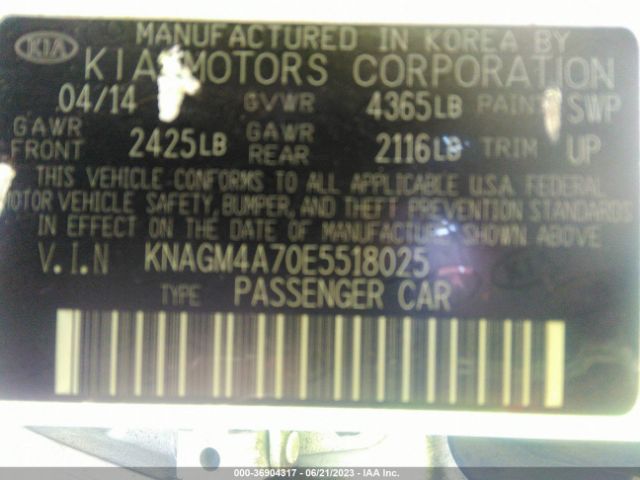 KIA
MANUFACTURED IN KOREA BY
KIA MOTORS CORPORATION
04/14 GVWR 4365LB PAINT SWP
GAWR FRONT 2425LB GAWR REAR 2116LB TRIM UP
THIS VEHICLE CONFORMS TO ALL APPLICABLE U.S.A. FEDERAL
MOTOR VEHICLE SAFETY, BUMPER, AND THEFT PREVENTION STANDARDS
IN EFFECT ON THE DATE OF MANUFACTURE SHOWN ABOVE.
V.I.N KNAGM4A70E5518025
TYPE PASSENGER CAR
000-36904317 - 06/21/2023 - IAA Inc.